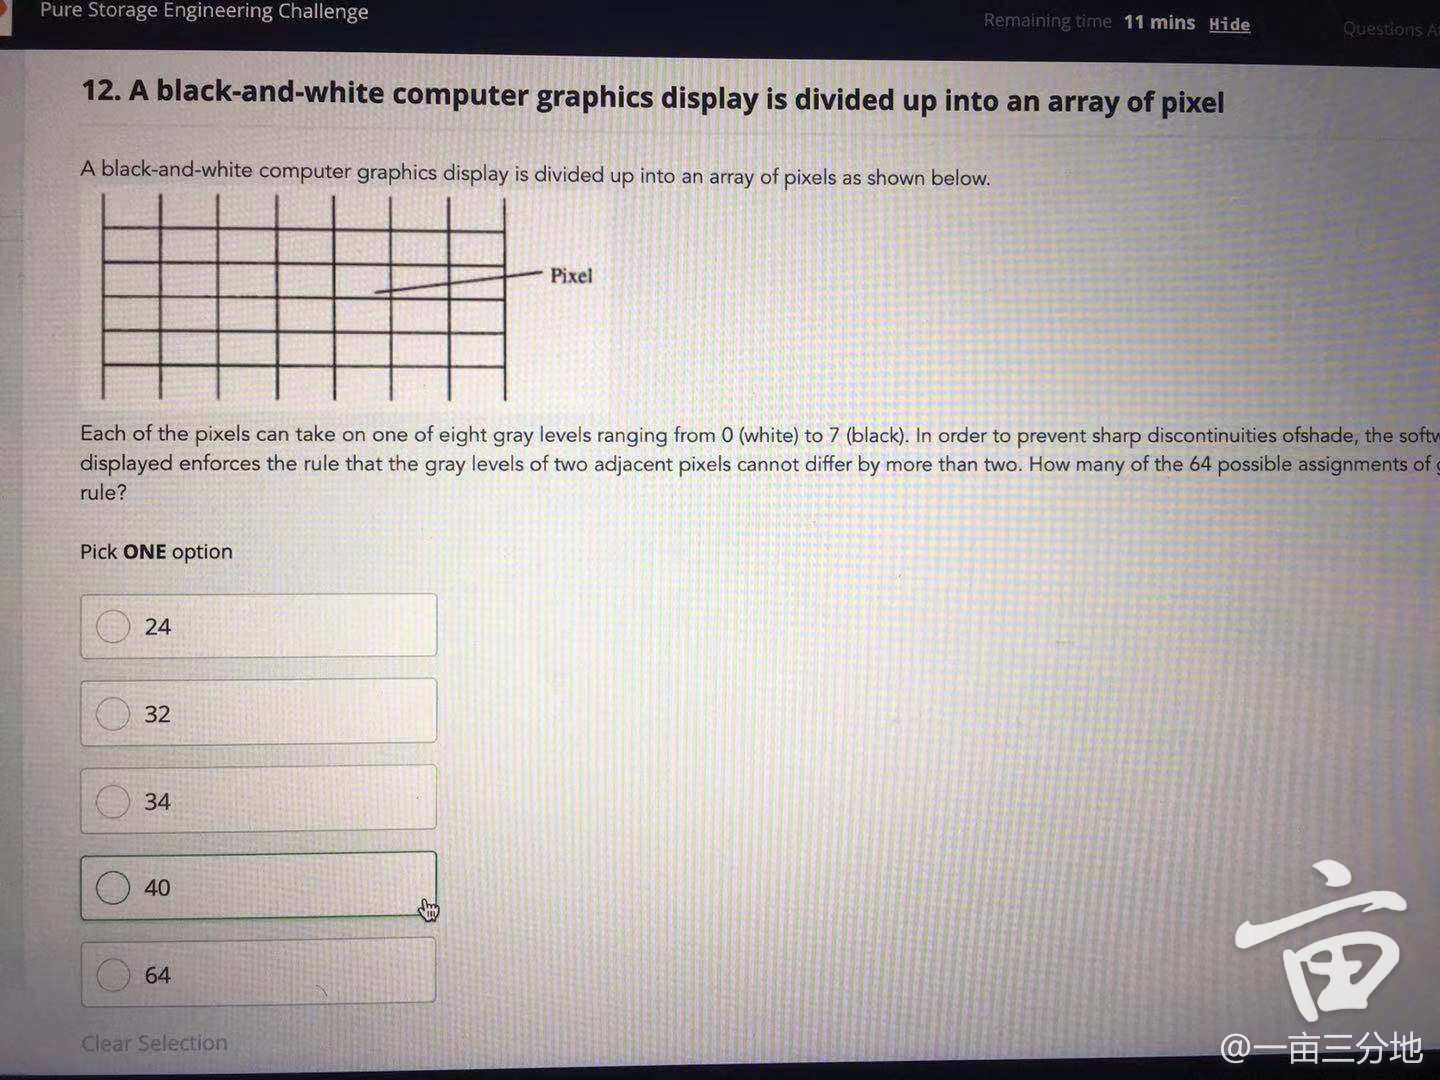 Pure Storage Engineering Challenge
Remaining time 11 mins Hide
Questions
12. A black-and-white computer graphics display is divided up into an array of pixel
A black-and-white computer graphics display is divided up into an array of pixels as shown below.
Pixel
Each of the pixels can take on one of eight gray levels ranging from 0 (white) to 7 (black). In order to prevent sharp discontinuities ofshade, the softw
displayed enforces the rule that the gray levels of two adjacent pixels cannot differ by more than two. How many of the 64 possible assignments of
rule?
Pick ONE option
24
32
34
40
64
Clear Selection
亩
@一亩三分地